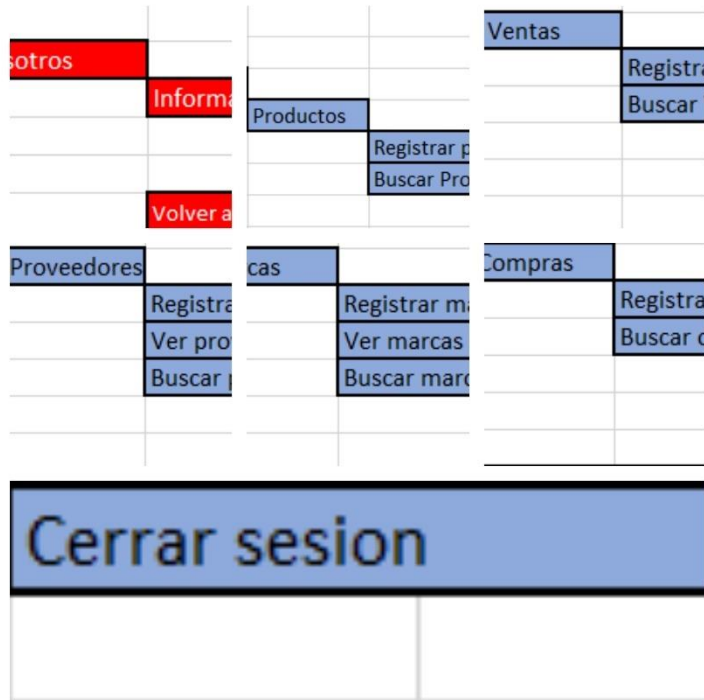 sotros
Informa
Volver a
Productos
Registrar p
Buscar Pro
Ventas
Registra
Buscar
Proveedores
Registra
Ver pro
Buscar
cas
Registrar ma
Ver marcas
Buscar marc
Compras
Registra
Buscar
Cerrar sesion